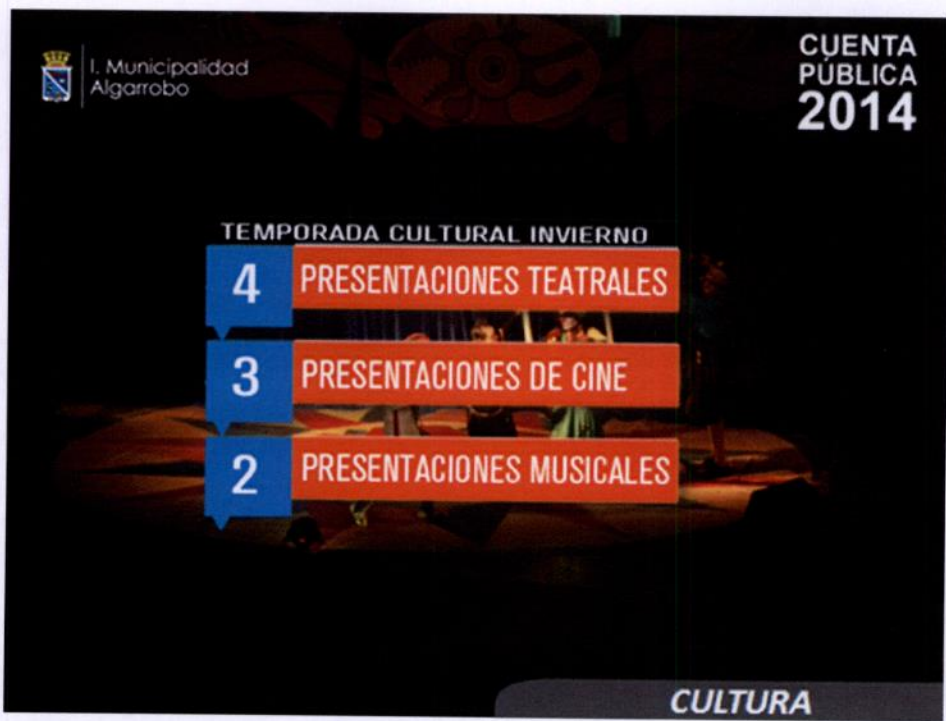 I. Municipalidad
Algarrobo
CUENTA
PÚBLICA
2014
TEMPORADA CULTURAL INVIERNO
4 PRESENTACIONES TEATRALES
3 PRESENTACIONES DE CINE
2 PRESENTACIONES MUSICALES
CULTURA